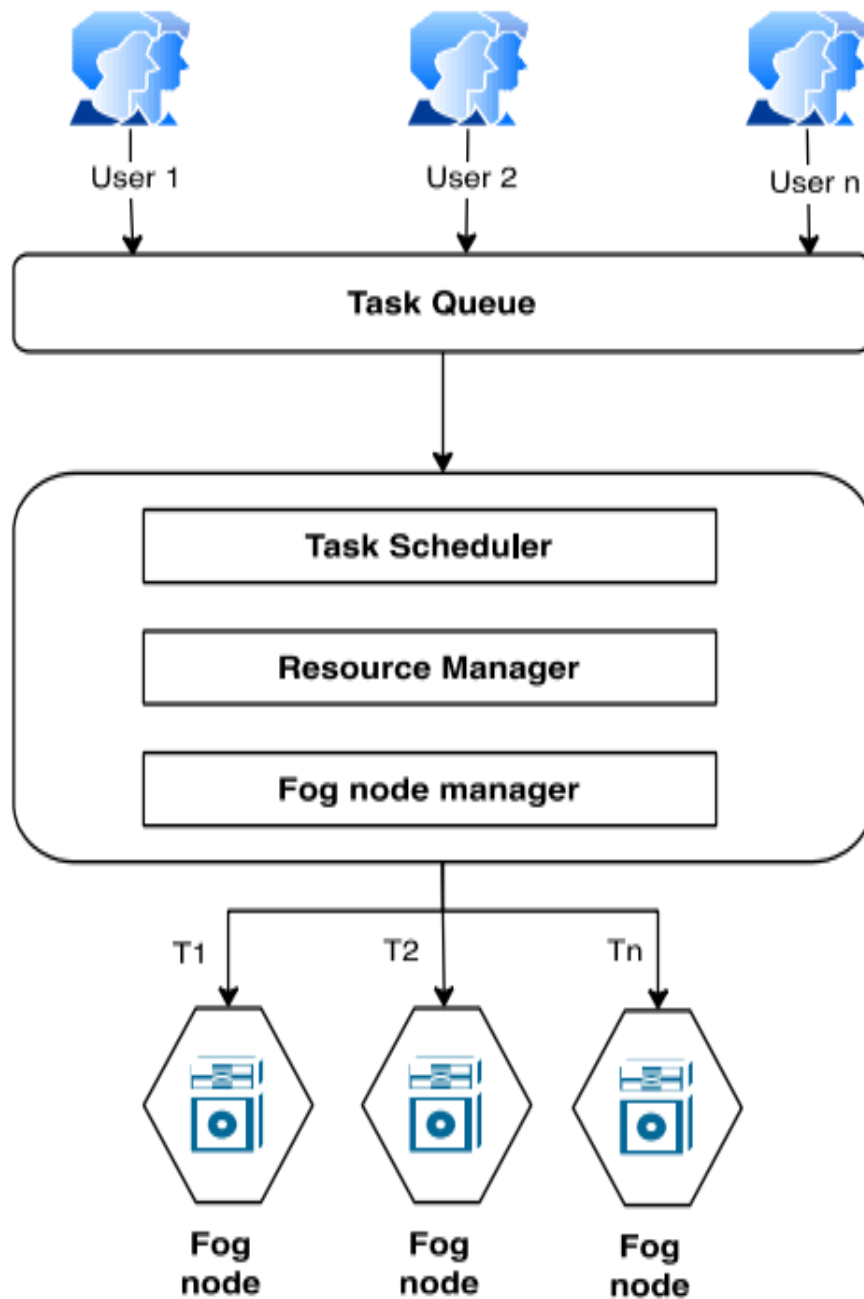 User 1
User 2
User n
Task Queue
Task Scheduler
Resource Manager
Fog node manager
T1
T2
Tn
Fog
node
Fog
node
Fog
node